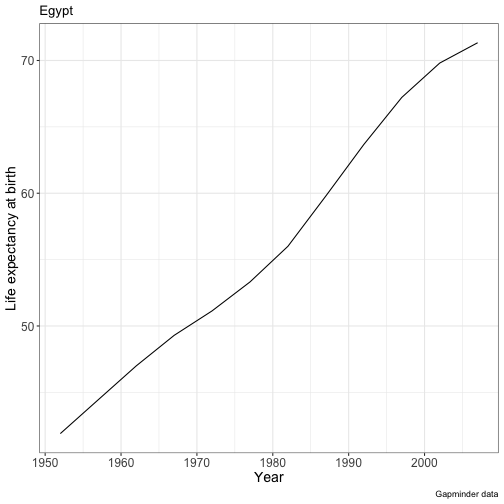 Egypt
70
60
50
Life expectancy at birth
1950 1960 1970 1980 1990 2000
Year
Gapminder data